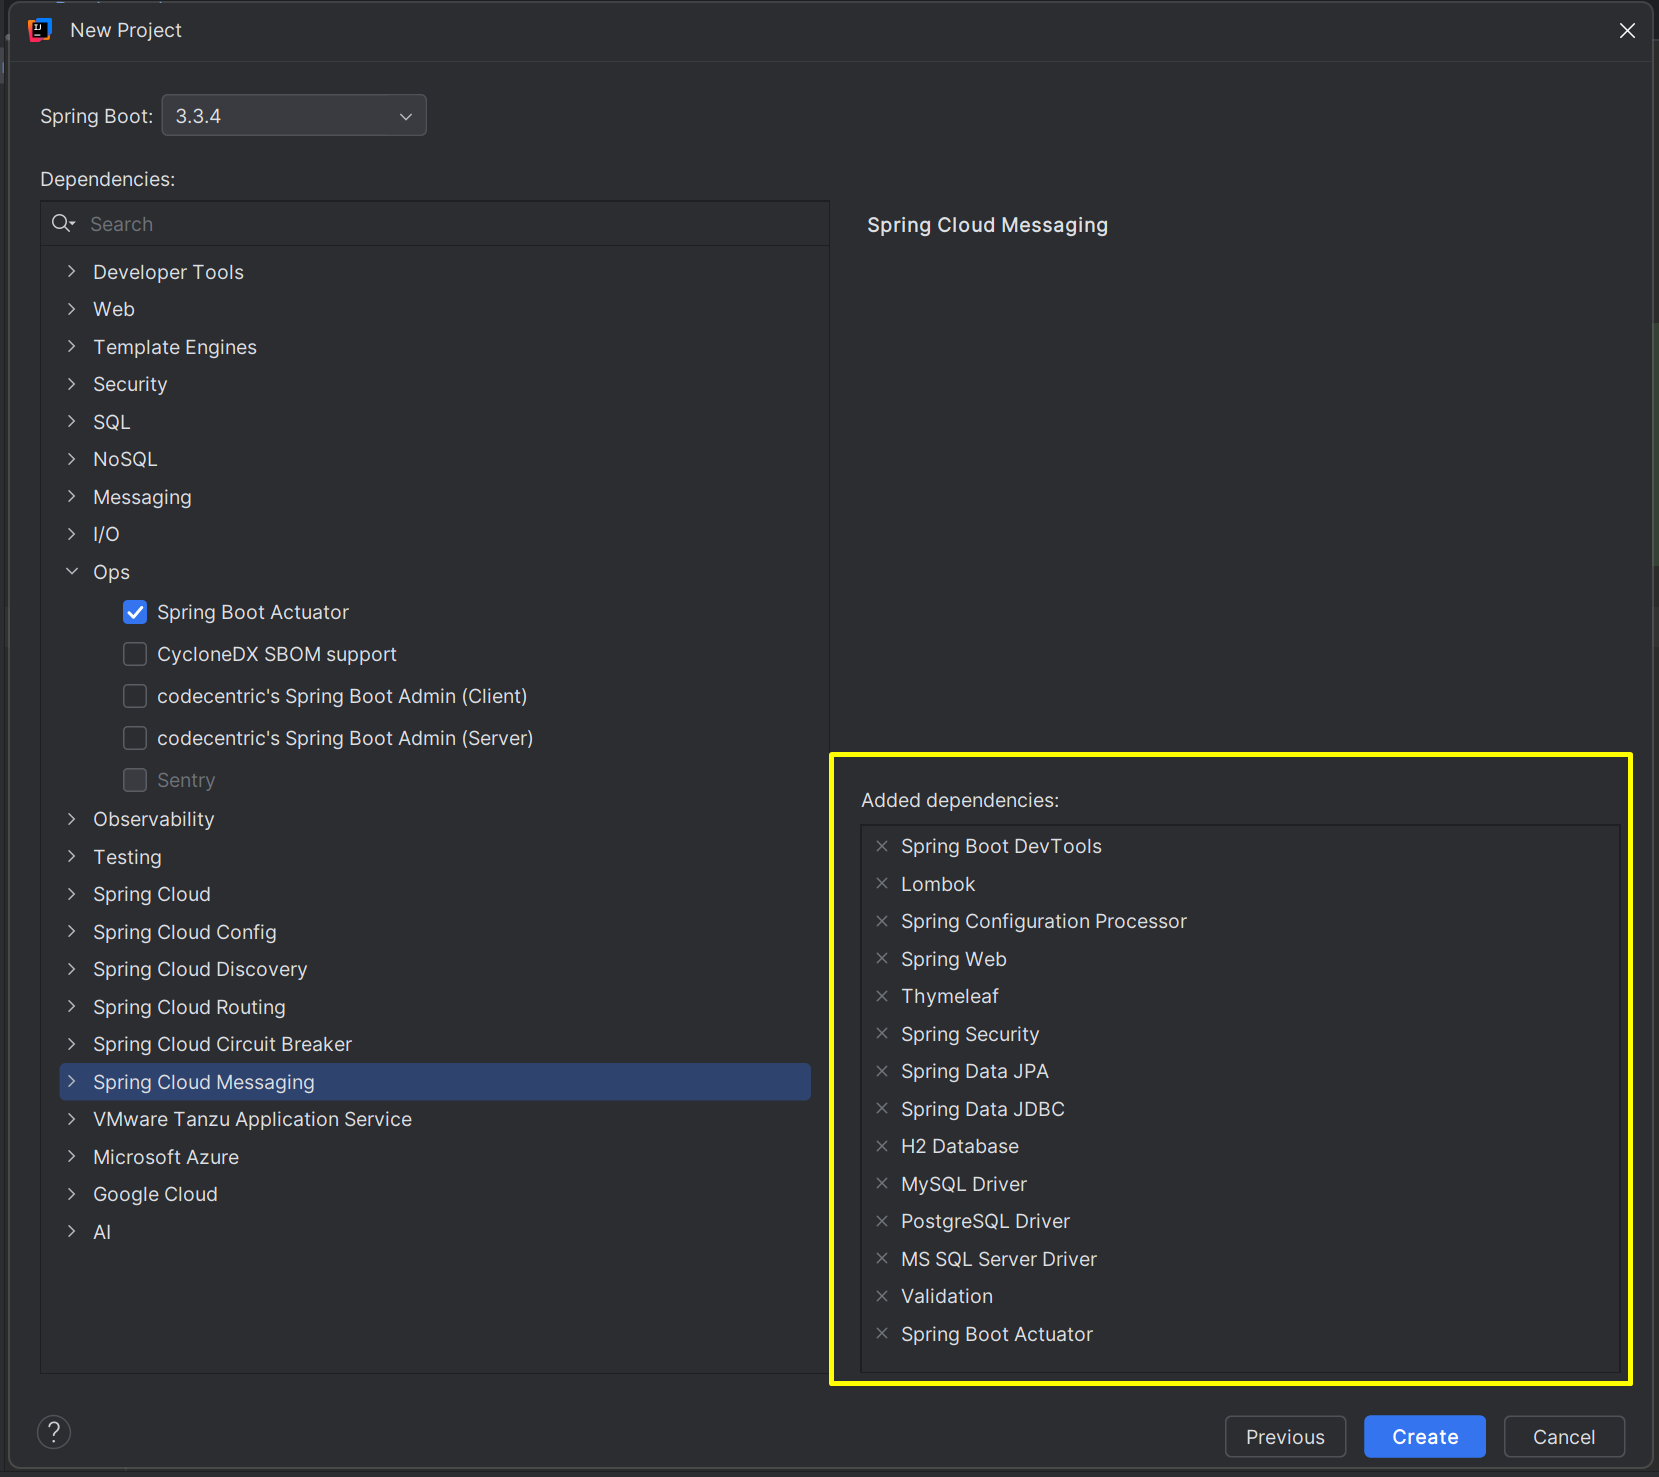 New Project
Spring Boot: 3.3.4
Dependencies:
Search
Developer Tools
Web
Template Engines
Security
SQL
NoSQL
Messaging
I/O
Ops
Spring Boot Actuator
CycloneDX SBOM support
codecentric's Spring Boot Admin (Client)
codecentric's Spring Boot Admin (Server)
Sentry
Observability
Testing
Spring Cloud
Spring Cloud Config
Spring Cloud Discovery
Spring Cloud Routing
Spring Cloud Circuit Breaker
Spring Cloud Messaging
VMware Tanzu Application Service
Microsoft Azure
Google Cloud
AI
Spring Cloud Messaging
Added dependencies:
Spring Boot DevTools
Lombok
Spring Configuration Processor
Spring Web
Thymeleaf
Spring Security
Spring Data JPA
Spring Data JDBC
H2 Database
MySQL Driver
PostgreSQL Driver
MS SQL Server Driver
Validation
Spring Boot Actuator
?
Previous
Create
Cancel